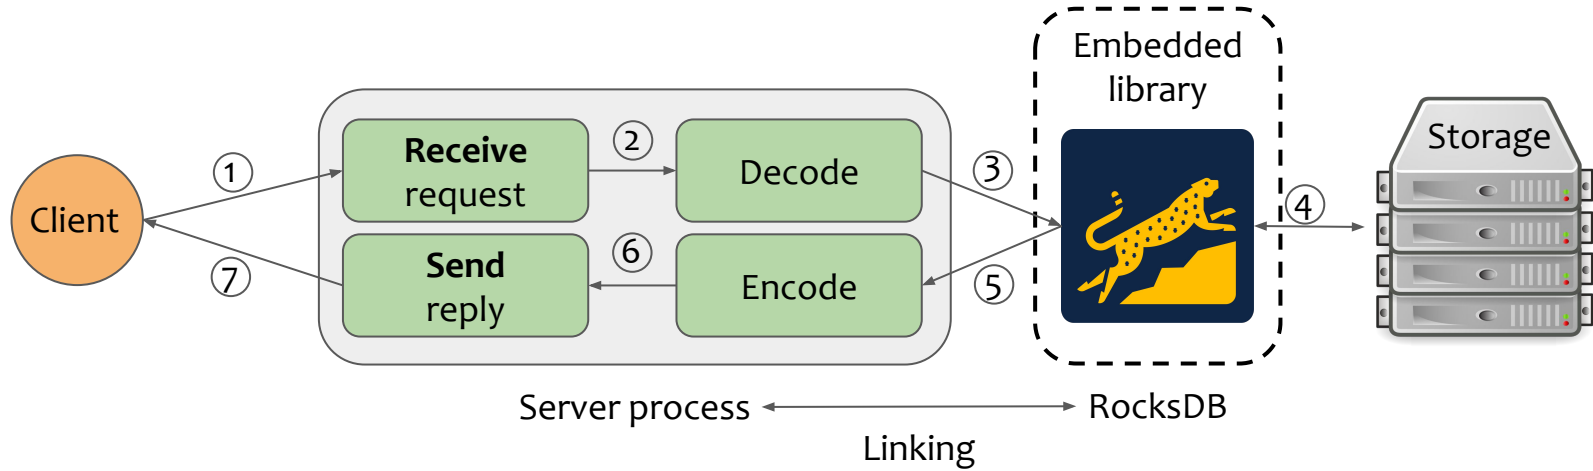 Client
①
⑦
Receive
request
②
Decode
Send
reply
⑥
Encode
③
⑤
Embedded
library
④
Storage
Server process
RocksDB
Linking